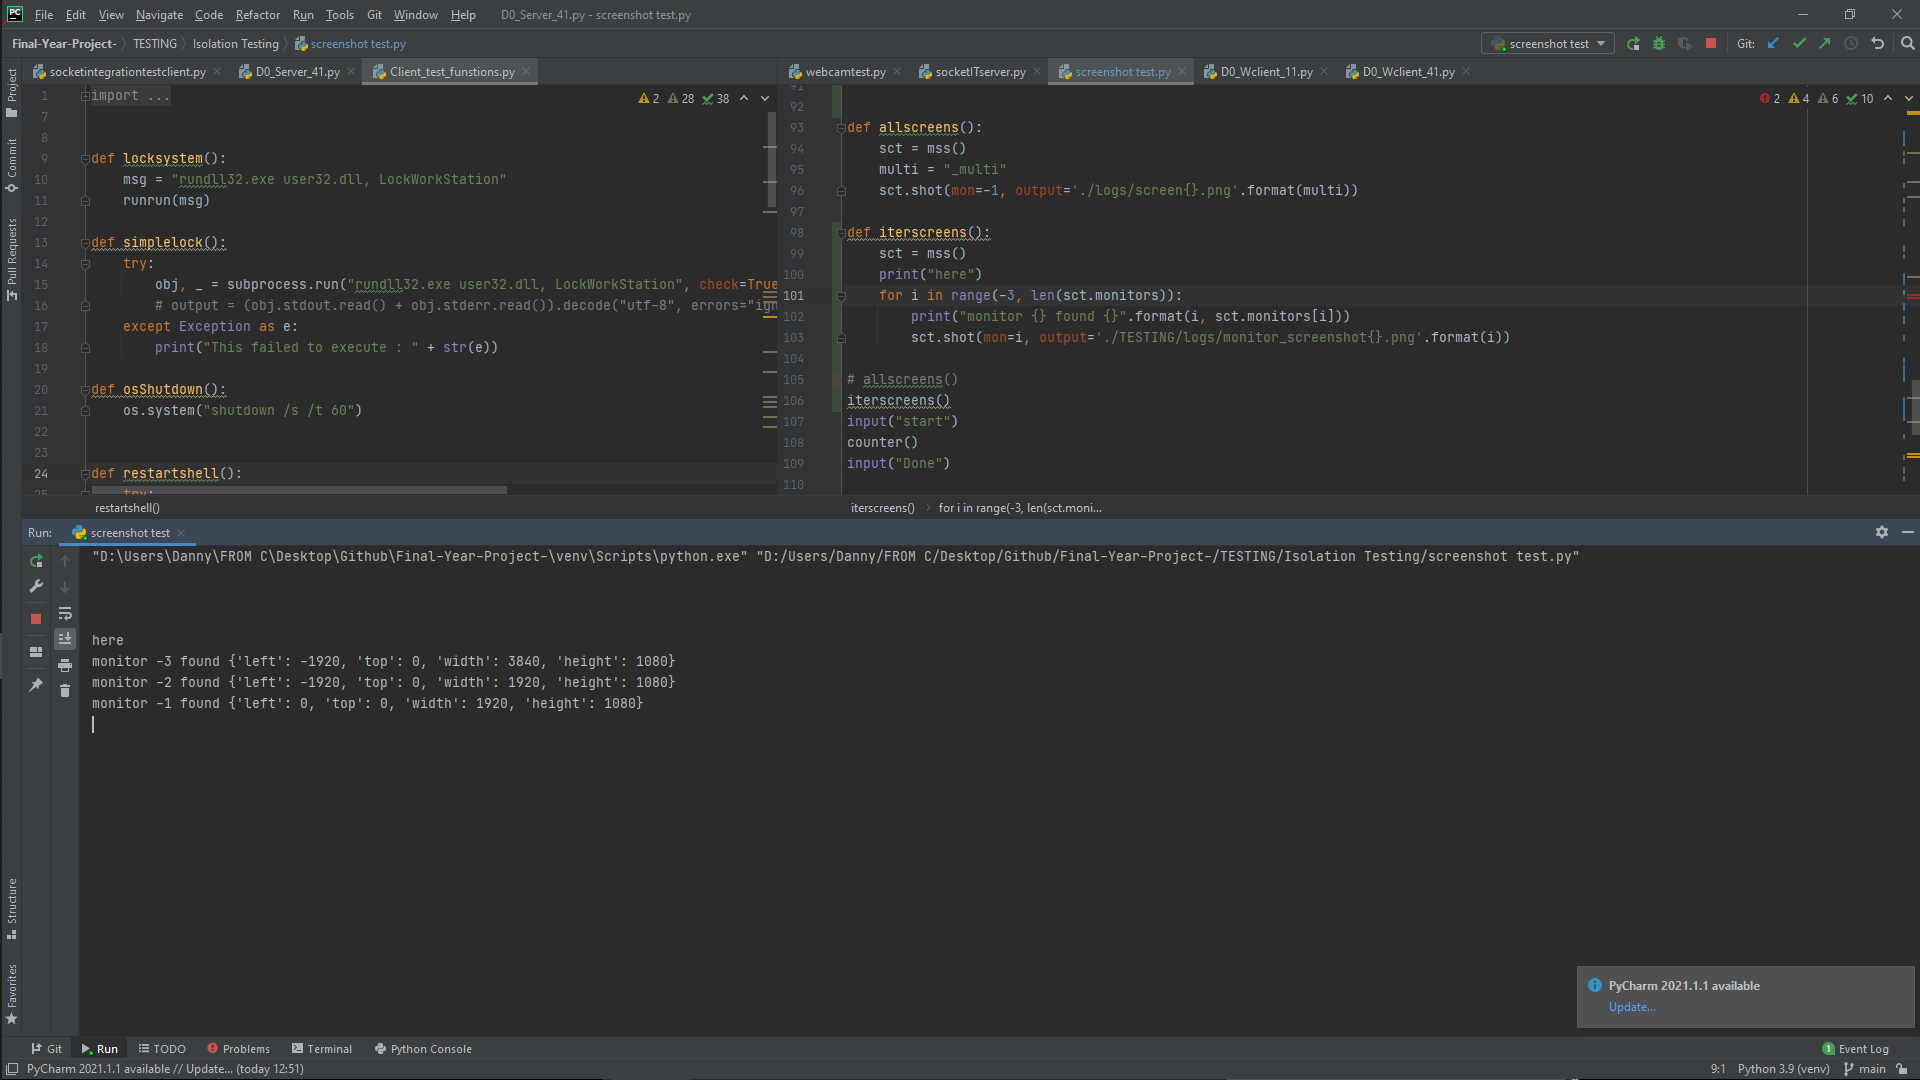 PC File Edit View Navigate Code Refactor Run Tools Git Window Help D0_Server_41.py - screenshot test.py
Final-Year-Project- TESTING Isolation Testing screenshot test.py screenshot test Git:
socketintegrationtestclient.py D0_Server_41.py Client_test_funstions.py
webcamtest.py socketITserver.py screenshot test.py D0_Wclient_11.py D0_Wclient_41.py
Project
Commit
Pull Requests
2 28 38
1 import ...
7
8
9 def locksystem():
10 msg = "rundll32.exe user32.dll, LockWorkStation"
11 runrun(msg)
12
13 def simplelock():
14 try:
15 obj, _ = subprocess.run("rundll32.exe user32.dll, LockWorkStation", check=True
16 # output = (obj.stdout.read() + obj.stderr.read()).decode("utf-8", errors="ign
17 except Exception as e:
18 print("This failed to execute : " + str(e))
19
20 def osShutdown():
21 os.system("shutdown /s /t 60")
22
23
24 def restartshell():
25 try:
restartshell()
2 4 6 10
91
92
93 def allscreens():
94 sct = mss()
95 multi = "_multi"
96 sct.shot(mon=-1, output='./logs/screen{}.png'.format(multi))
97
98 def iterscreens():
99 sct = mss()
100 print("here")
101 for i in range(-3, len(sct.monitors)):
102 print("monitor {} found {}".format(i, sct.monitors[i]))
103 sct.shot(mon=i, output='./TESTING/logs/monitor_screenshot{}.png'.format(i))
104
105 # allscreens()
106 iterscreens()
107 input("start")
108 counter()
109 input("Done")
110
iterscreens() for i in range(-3, len(sct.moni...
Run: screenshot test
"D:\Users\Danny\FROM C\Desktop\Github\Final-Year-Project-\venv\Scripts\python.exe" "D:/Users/Danny/FROM C/Desktop/Github/Final-Year-Project-/TESTING/Isolation Testing/screenshot test.py"
here
monitor -3 found {'left': -1920, 'top': 0, 'width': 3840, 'height': 1080}
monitor -2 found {'left': -1920, 'top': 0, 'width': 1920, 'height': 1080}
monitor -1 found {'left': 0, 'top': 0, 'width': 1920, 'height': 1080}
Structure
Favorites
PyCharm 2021.1.1 available
Update...
Git Run TODO Problems Terminal Python Console 1 Event Log
PyCharm 2021.1.1 available // Update... (today 12:51) 9:1 Python 3.9 (venv) main